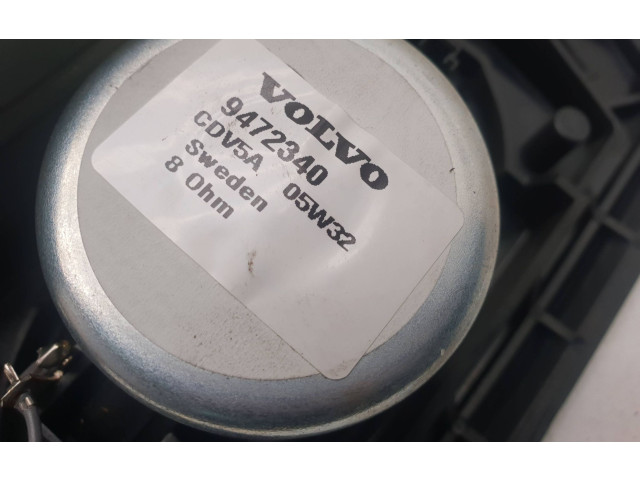 VOLVO
9472340
CDV5A 05W32
Sweden
8 Ohm